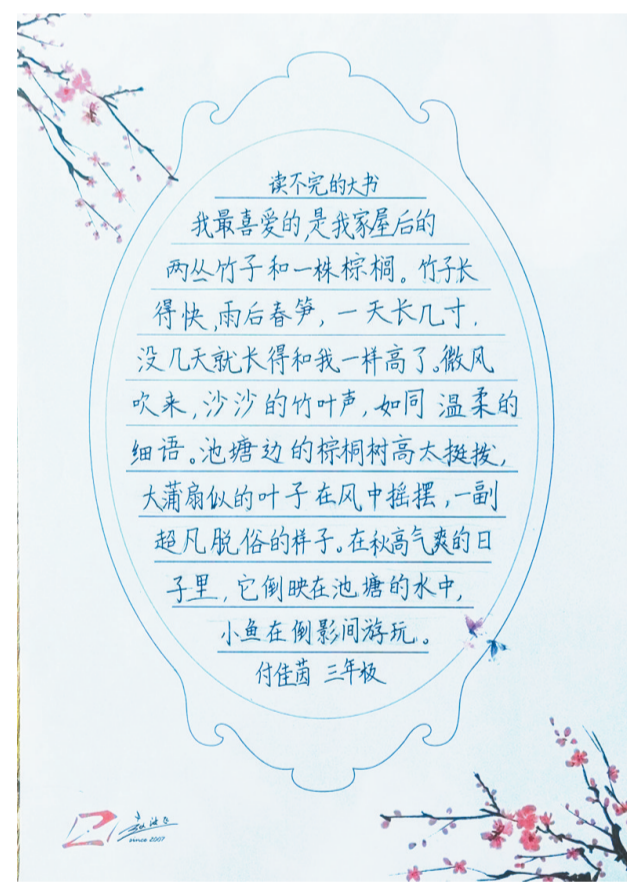 读不完的大书
我最喜爱的,是我家屋后的
两丛竹子和一株棕榈。竹子长
得快,雨后春笋,一天长几寸,
没几天就长得和我一样高了。微风
吹来,沙沙的竹叶声,如同温柔的
细语。池塘边的棕榈树高太挺拨,
大蒲扇似的叶子在风中摇摆,一副
超凡脱俗的样子。在秋高气爽的日
子里,它倒映在池塘的水中,
小鱼在倒影间游玩。
付佳茵 三年级
since 2007